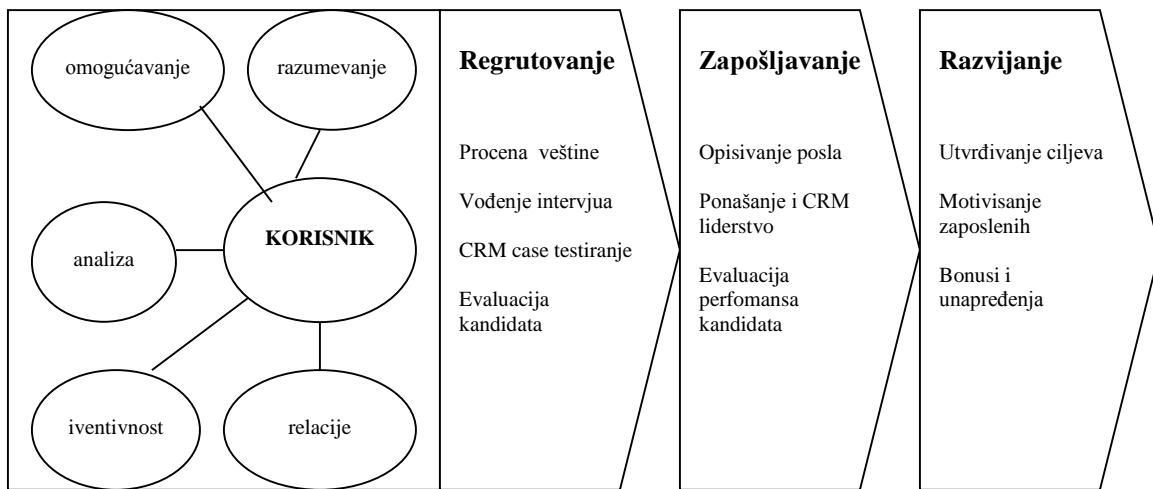 omogućavanje
razumevanje
KORISNIK
analiza
iventivnost
relacije
Regrutovanje
Procena veštine
Vođenje intervjua
CRM case testiranje
Evaluacija
kandidata
Zapošljavanje
Opisivanje posla
Ponašanje i CRM
liderstvo
Evaluacija
perfomansa
kandidata
Razvijanje
Utvrđivanje ciljeva
Motivisanje
zaposlenih
Bonusi i
unapređenja